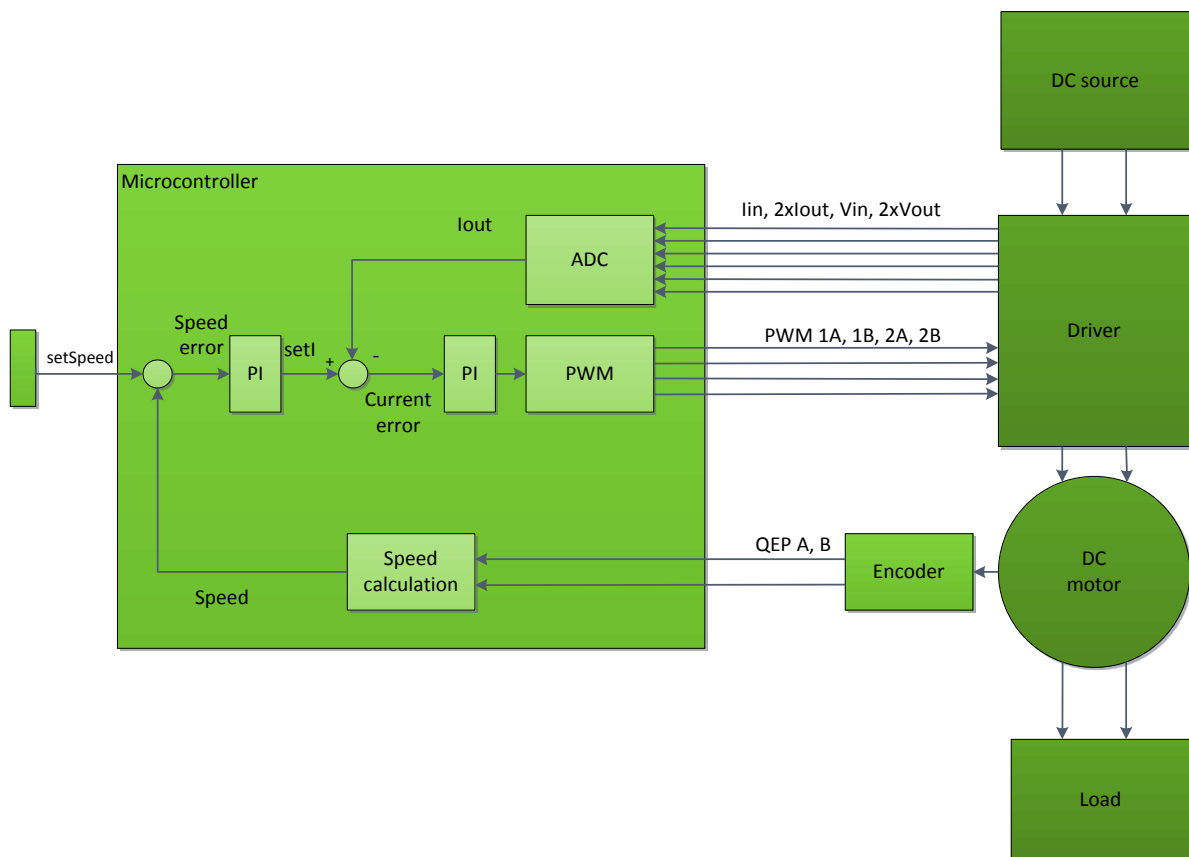 DC source
Microcontroller
Iin, 2xIout, Vin, 2xVout
Iout
ADC
Driver
setSpeed
Speed
error
PI
setI
+
-
Current
error
PI
PWM
PWM 1A, 1B, 2A, 2B
QEP A, B
Speed
calculation
Speed
Encoder
DC
motor
Load